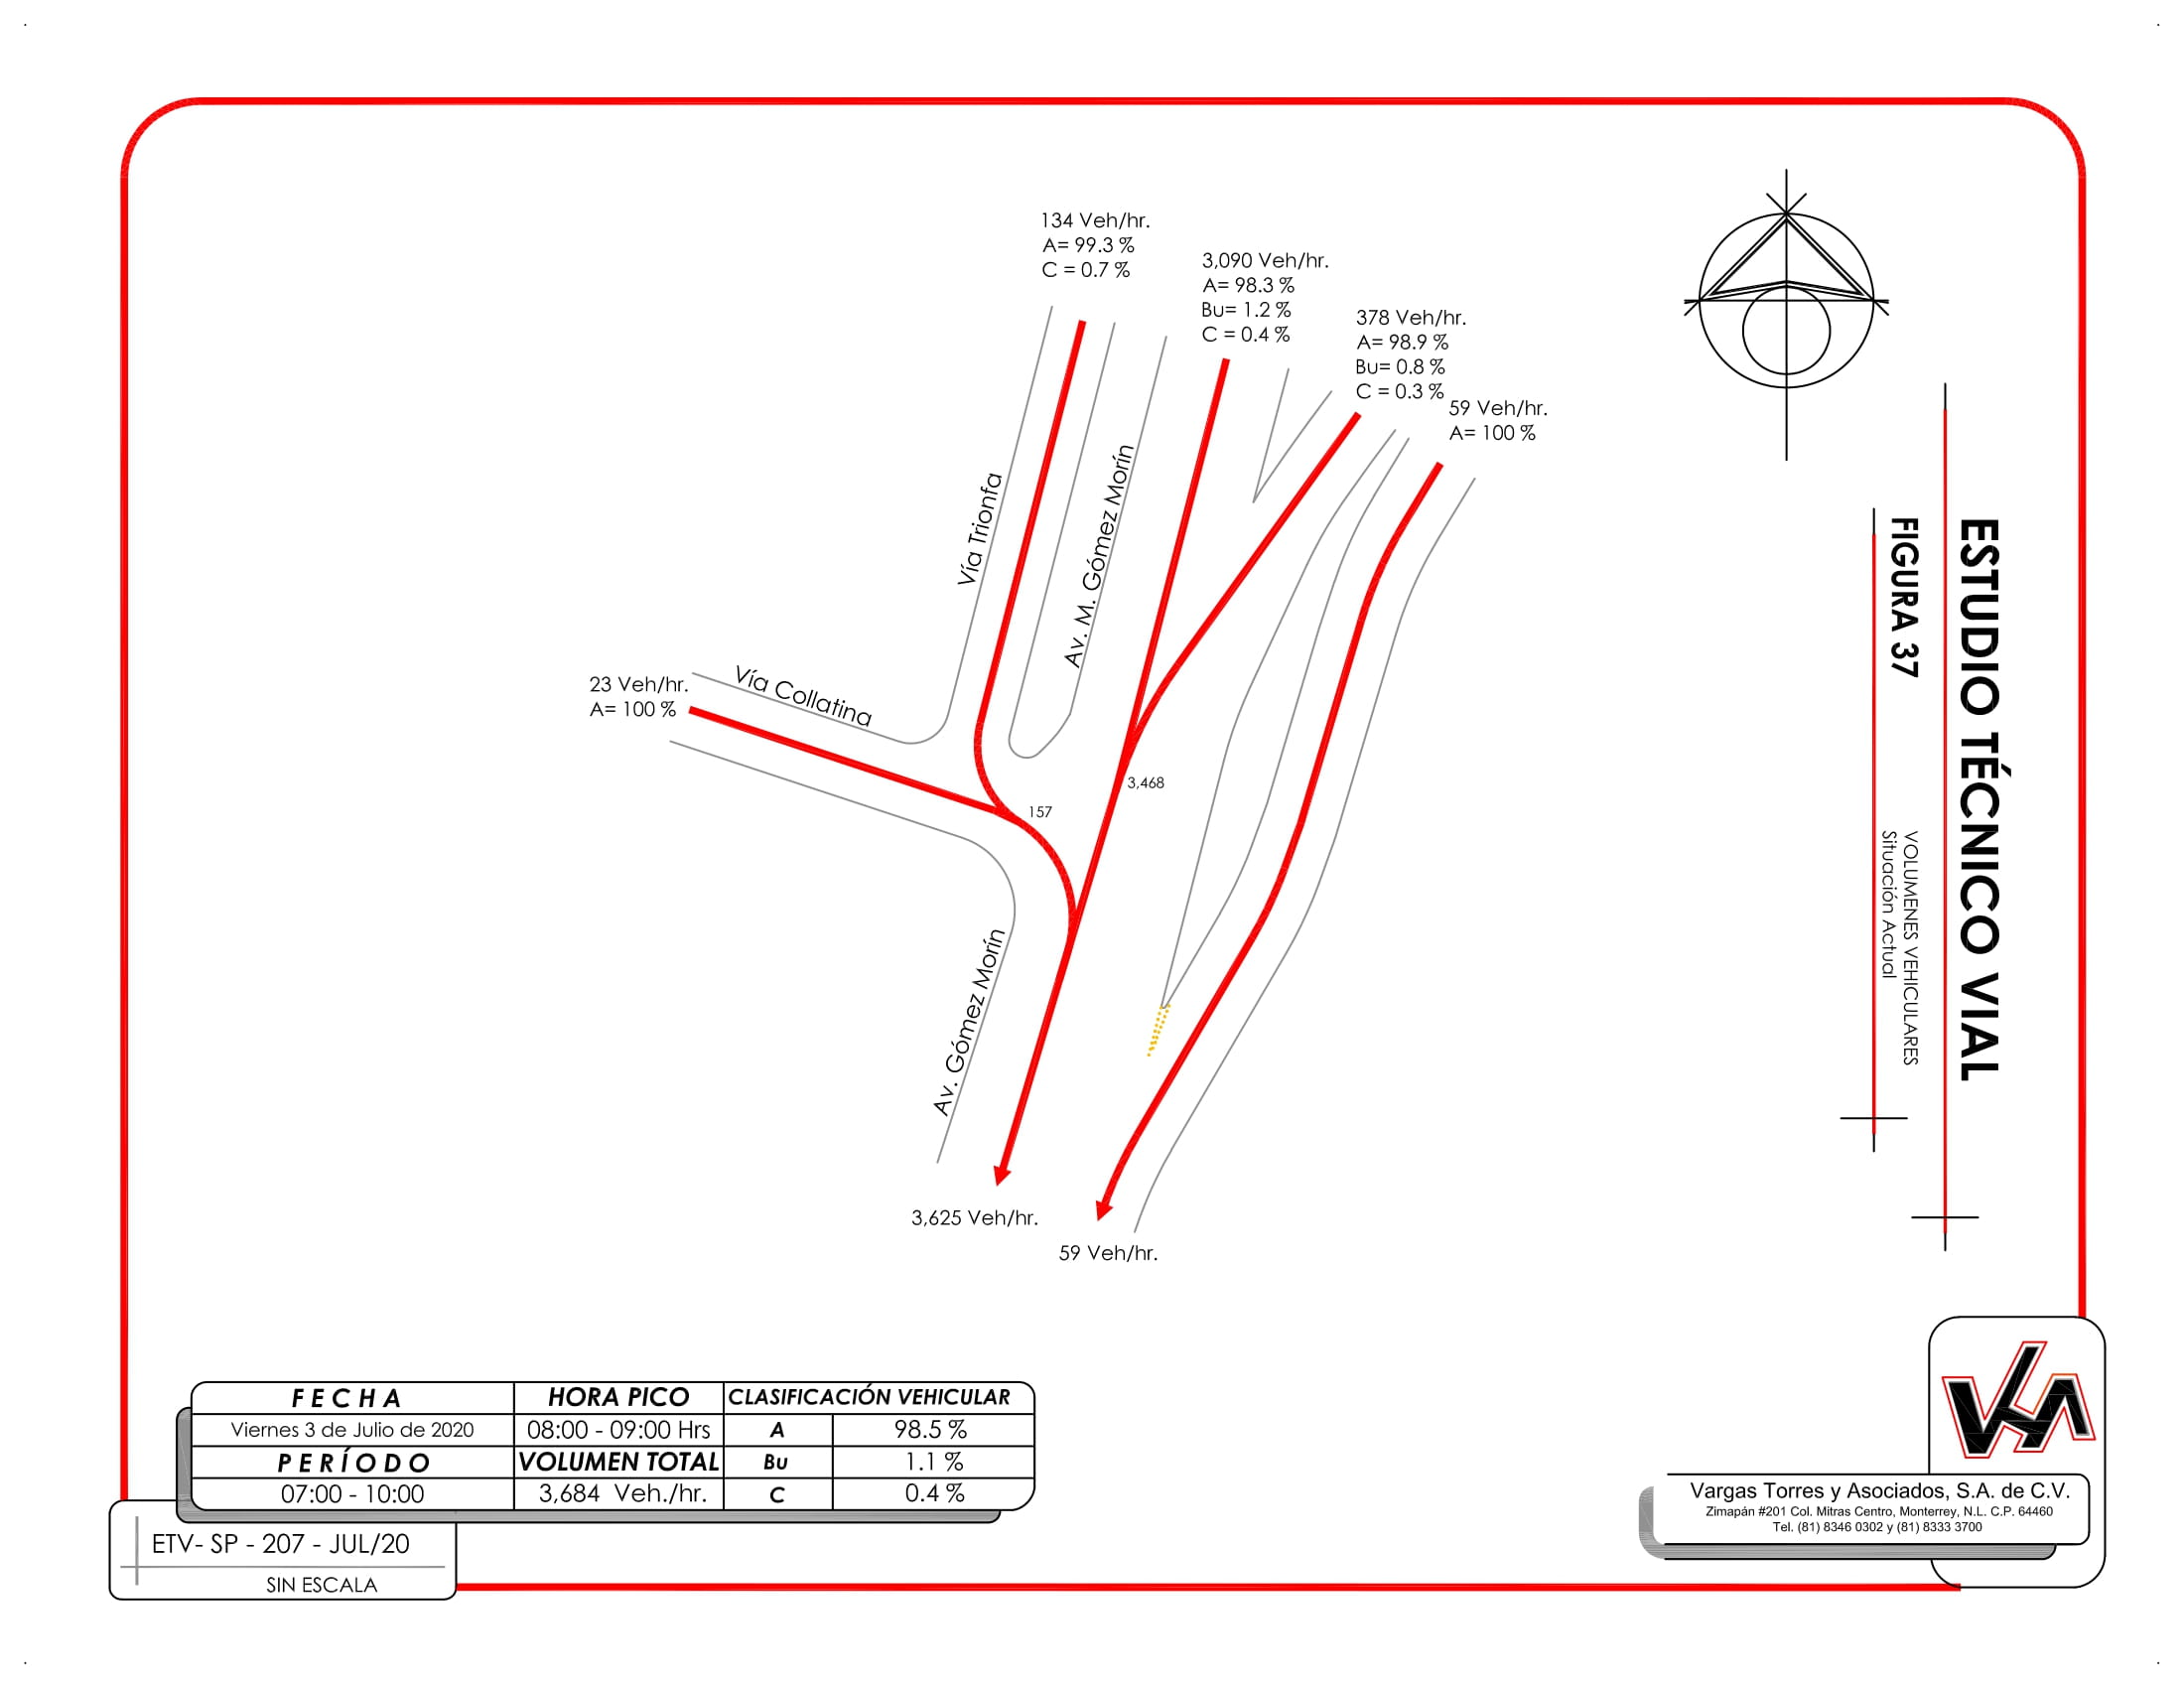 134 Veh/hr.
A= 99.3 %
C = 0.7 %
3,090 Veh/hr.
A= 98.3 %
Bu= 1.2 %
C = 0.4 %
378 Veh/hr.
A= 98.9 %
Bu= 0.8 %
C = 0.3 %
59 Veh/hr.
A= 100 %
Vía Trionfa
Av. M. Gómez Morín
23 Veh/hr.
A= 100 %
Vía Collatina
3,468
157
Av. Gómez Morín
3,625 Veh/hr.
59 Veh/hr.
ESTUDIO TÉCNICO VIAL
FIGURA 37
VOLUMENES VEHICULARES
Situación Actual
FECHA HORA PICO CLASIFICACIÓN VEHICULAR
Viernes 3 de Julio de 2020 08:00 - 09:00 Hrs A 98.5 %
PERÍODO VOLUMEN TOTAL Bu 1.1 %
07:00 - 10:00 3,684 Veh./hr. C 0.4 %
ETV- SP - 207 - JUL/20
SIN ESCALA
Vargas Torres y Asociados, S.A. de C.V.
Zimapán #201 Col. Mitras Centro, Monterrey, N.L. C.P. 64460
Tel. (81) 8346 0302 y (81) 8333 3700